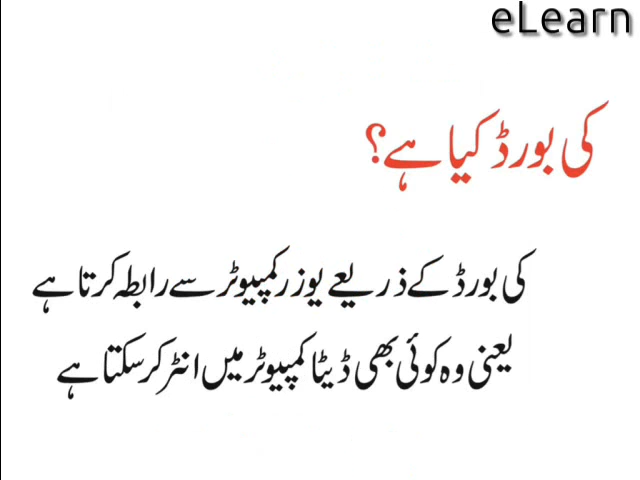 eLearn
کی بورڈ کیا ہے؟
کی بورڈ کے ذریعے یوزر کمپیوٹر سے رابطہ کرتا ہے
یعنی وہ کوئی بھی ڈیٹا کمپیوٹر میں انٹر کر سکتا ہے